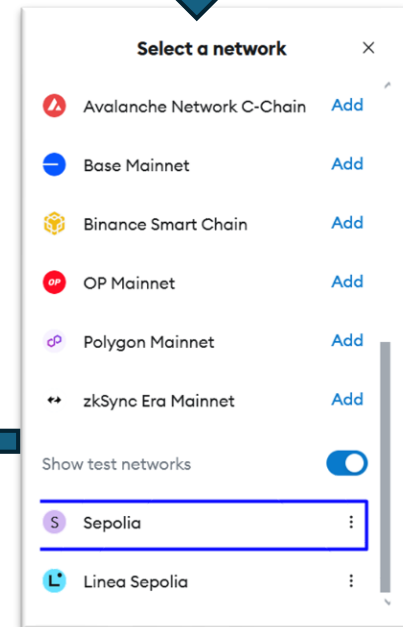 Select a network
Avalanche Network C-Chain Add
Base Mainnet Add
Binance Smart Chain Add
OP OP Mainnet Add
Polygon Mainnet Add
zkSync Era Mainnet Add
Show test networks
S Sepolia
L Linea Sepolia